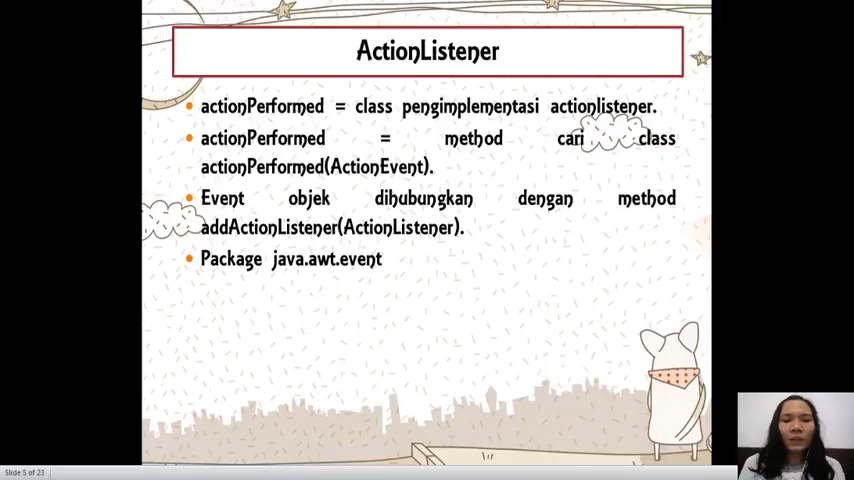 ActionListener
• actionPerformed = class pengimplementasi actionlistener.
• actionPerformed = method cari class
actionPerformed(ActionEvent).
• Event objek dihubungkan dengan method
addActionListener(ActionListener).
• Package java.awt.event
Slide 5 of 23